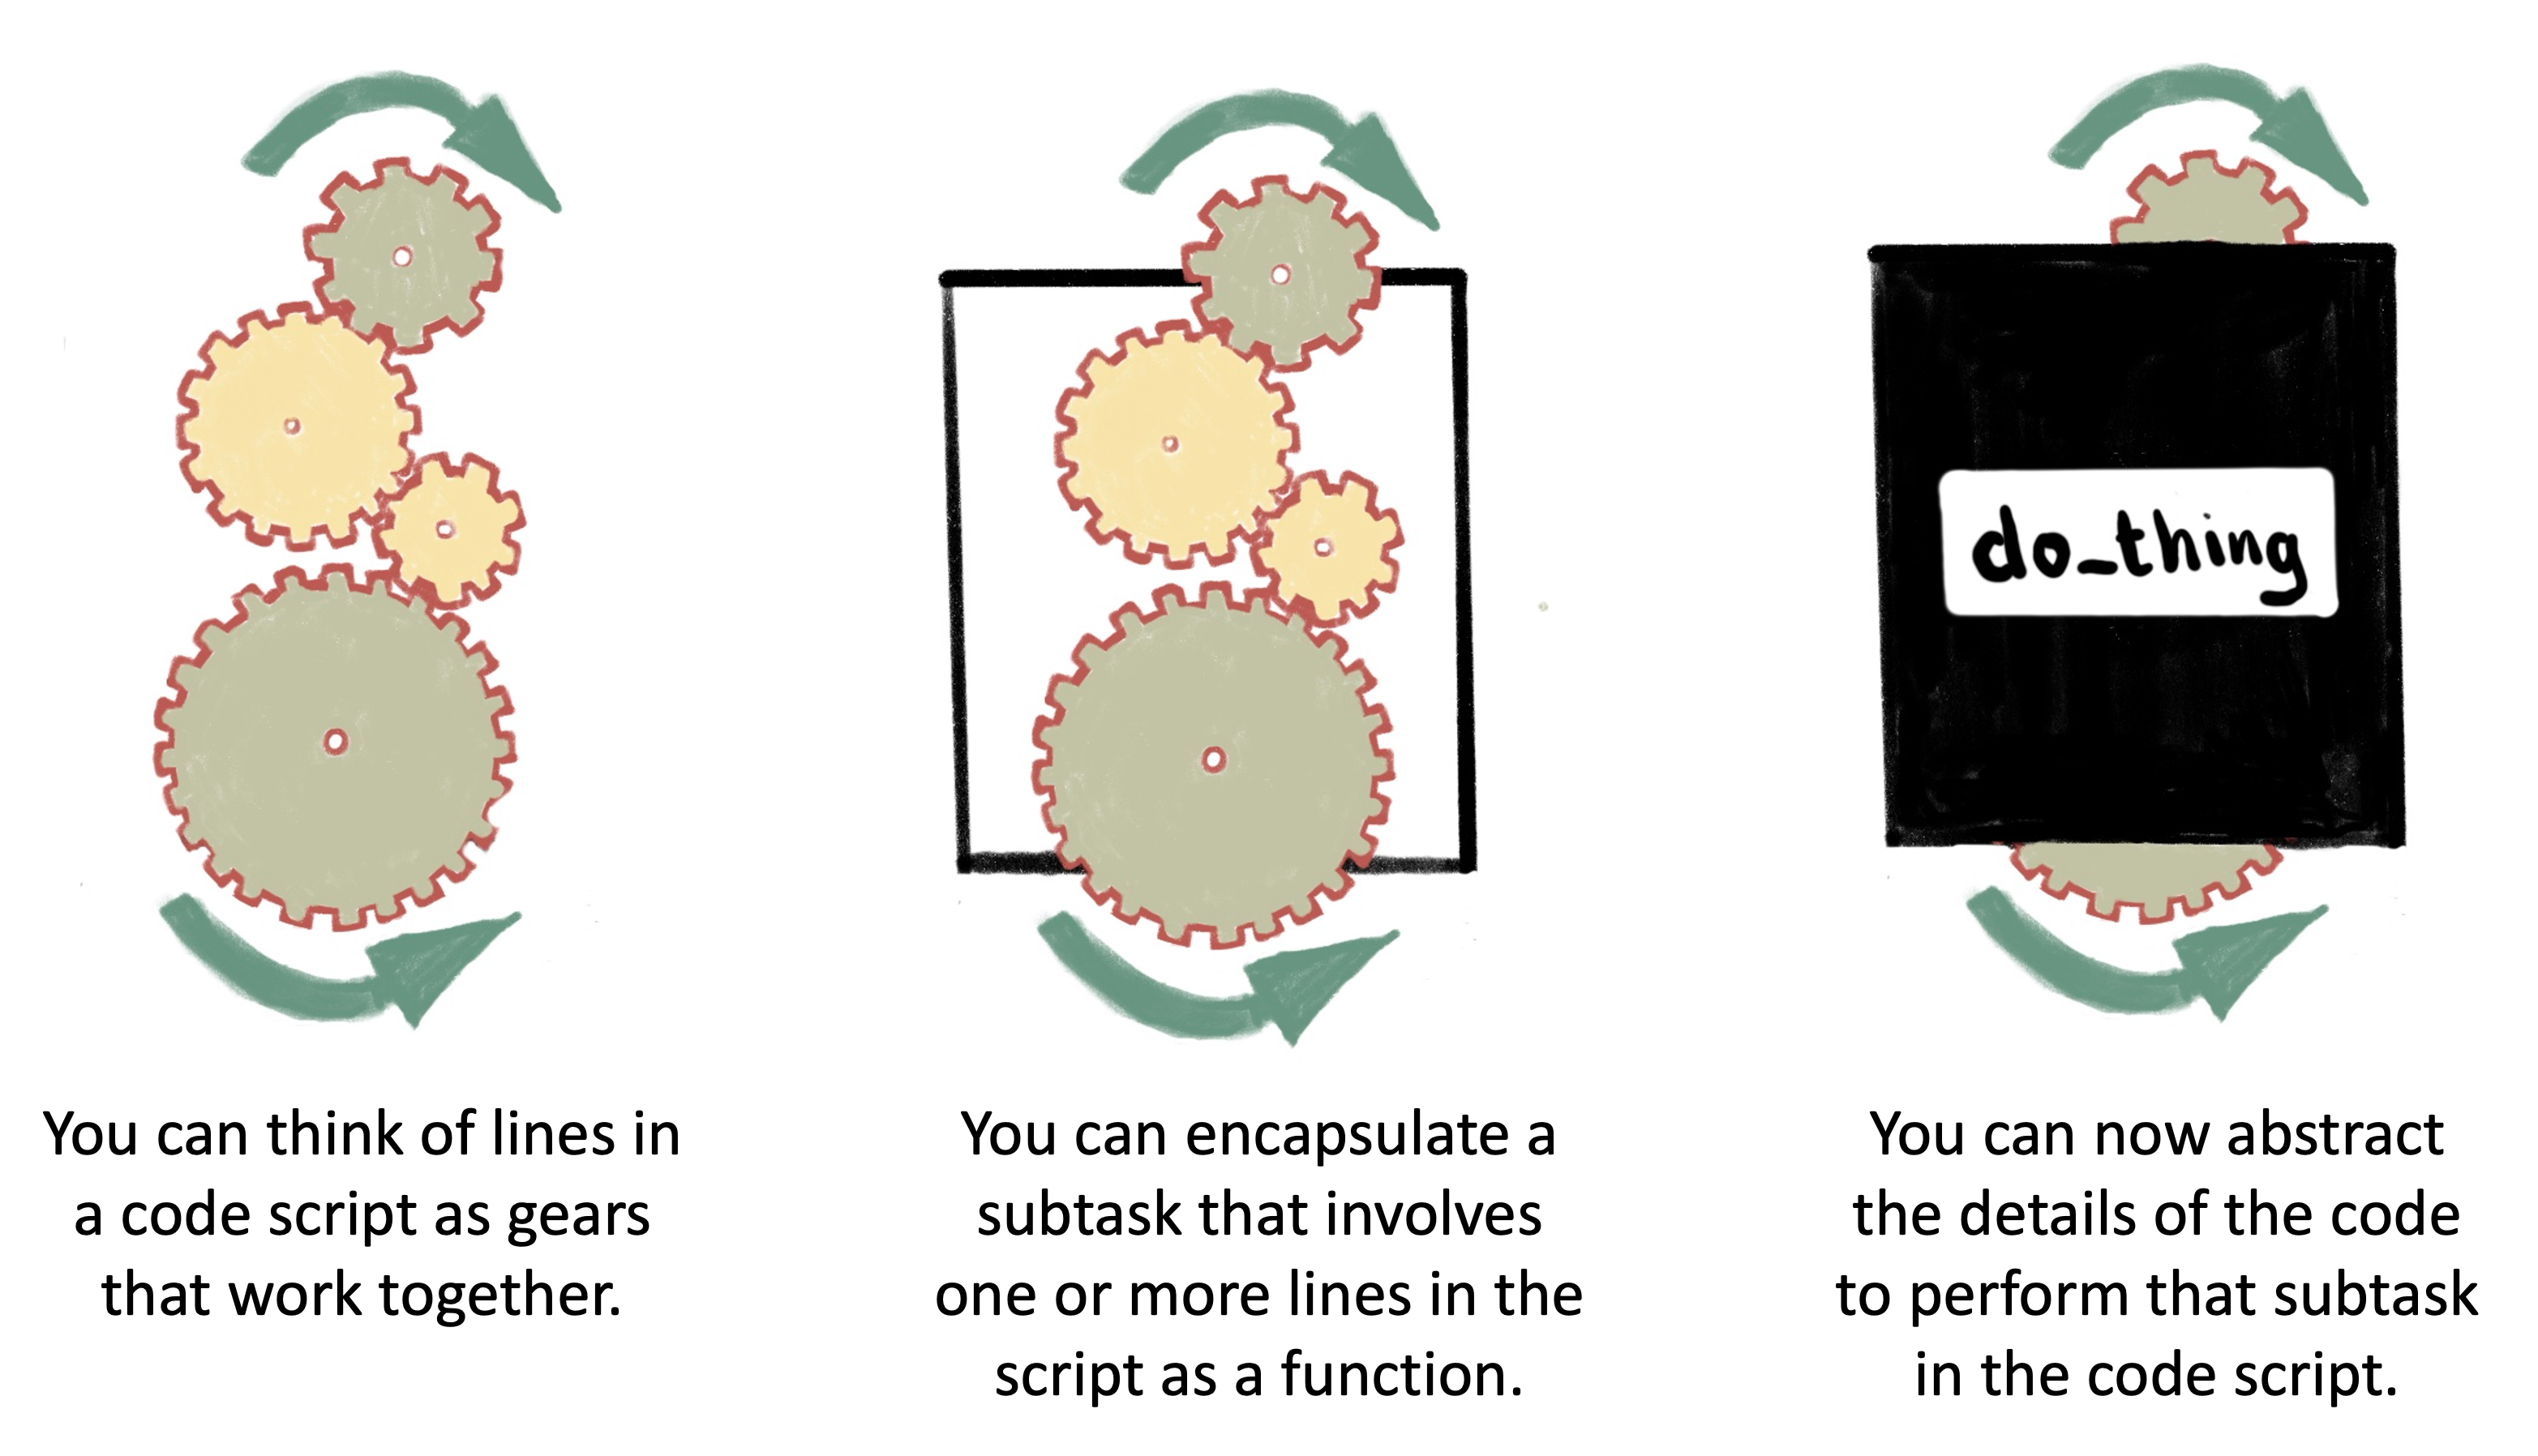 do_thing
You can think of lines in
a code script as gears
that work together.
You can encapsulate a
subtask that involves
one or more lines in the
script as a function.
You can now abstract
the details of the code
to perform that subtask
in the code script.